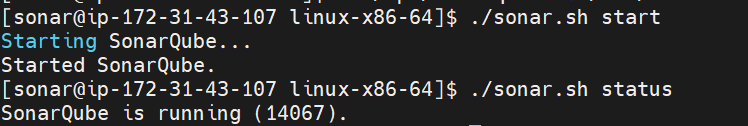 [sonar@ip-172-31-43-107 linux-x86-64]$ ./sonar.sh start
Starting SonarQube...
Started SonarQube.
[sonar@ip-172-31-43-107 linux-x86-64]$ ./sonar.sh status
SonarQube is running (14067).